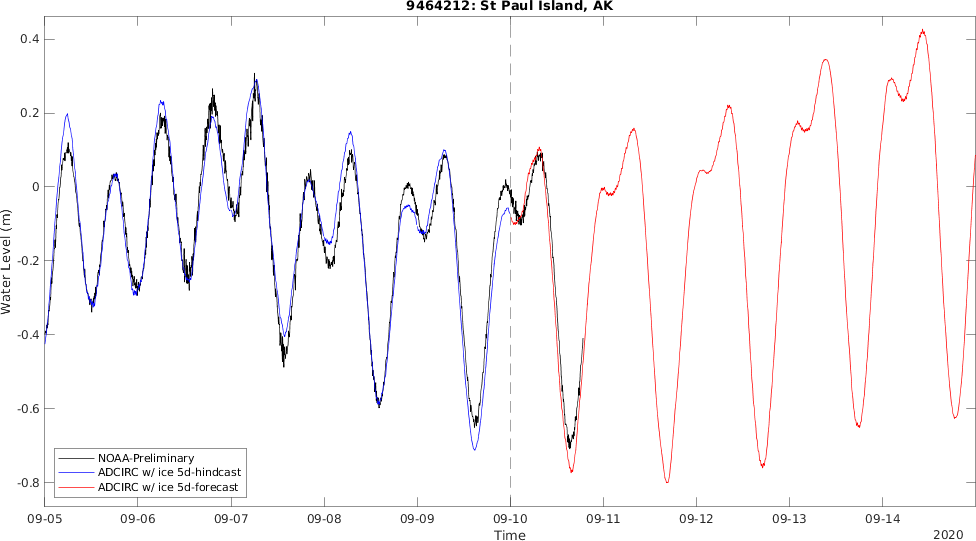 9464212: St Paul Island, AK
0.4
0.2
0
-0.2
-0.4
-0.6
-0.8
Water Level (m)
NOAA-Preliminary
ADCIRC w/ ice 5d-hindcast
ADCIRC w/ ice 5d-forecast
09-05 09-06 09-07 09-08 09-09 09-10 09-11 09-12 09-13 09-14
Time
2020